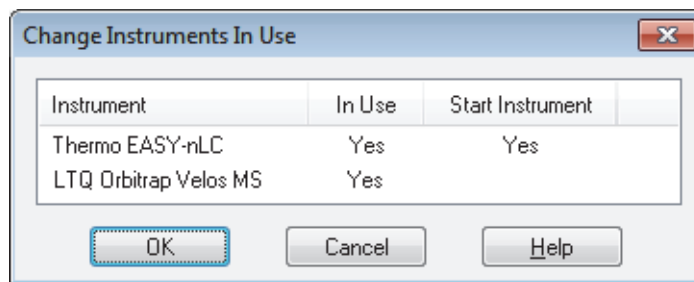 Change Instruments In Use
Instrument In Use Start Instrument
Thermo EASY-nLC Yes Yes
LTQ Orbitrap Velos MS Yes
OK Cancel Help